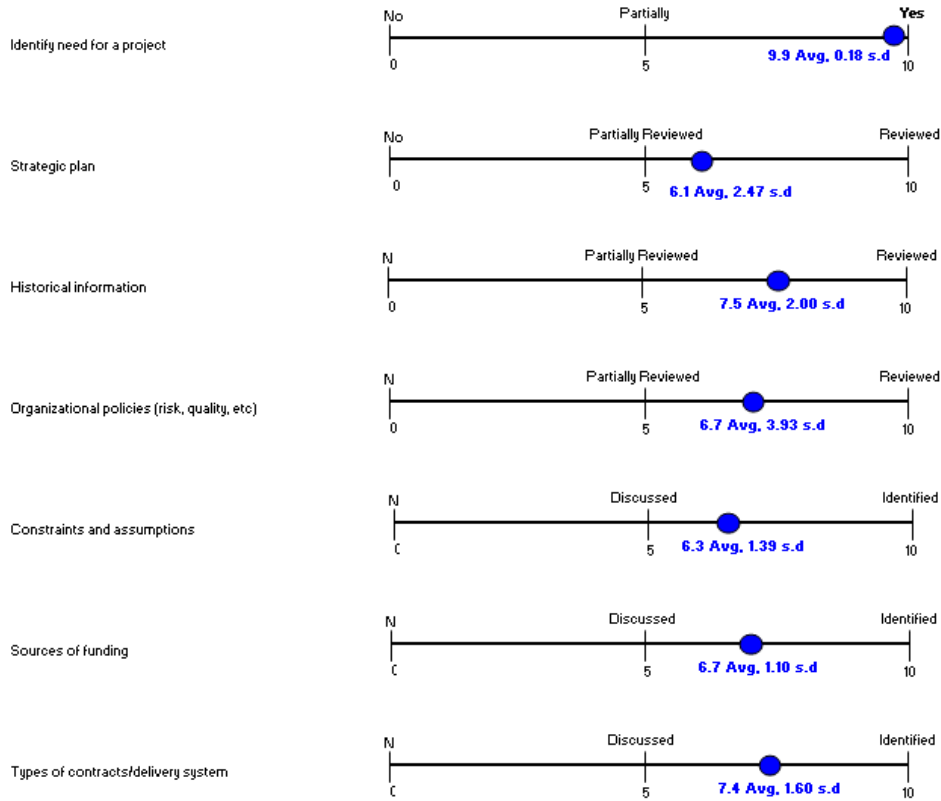 No Partially Yes
Identify need for a project
9.9 Avg, 0.18 s.d
0 5 10
No Partially Reviewed Reviewed
Strategic plan
0 5 10
6.1 Avg, 2.47 s.d
N Partially Reviewed Reviewed
Historical information
7.5 Avg, 2.00 s.d
0 5 10
N Partially Reviewed Reviewed
Organizational policies (risk, quality, etc)
6.7 Avg, 3.93 s.d
0 5 10
N Discussed Identified
Constraints and assumptions
6.3 Avg, 1.39 s.d
5 10
N Discussed Identified
Sources of funding
6.7 Avg, 1.10 s.d
5 10
N Discussed Identified
Types of contracts/delivery system
7.4 Avg, 1.60 s.d
5 10